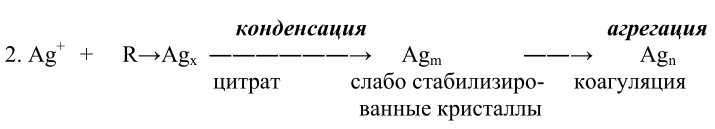 конденсация агрегация
2. Ag⁺ + R→Agₓ ———————→ Agₘ ———→ Agₙ
цитрат слабо стабилизиро- коагуляция
ванные кристаллы